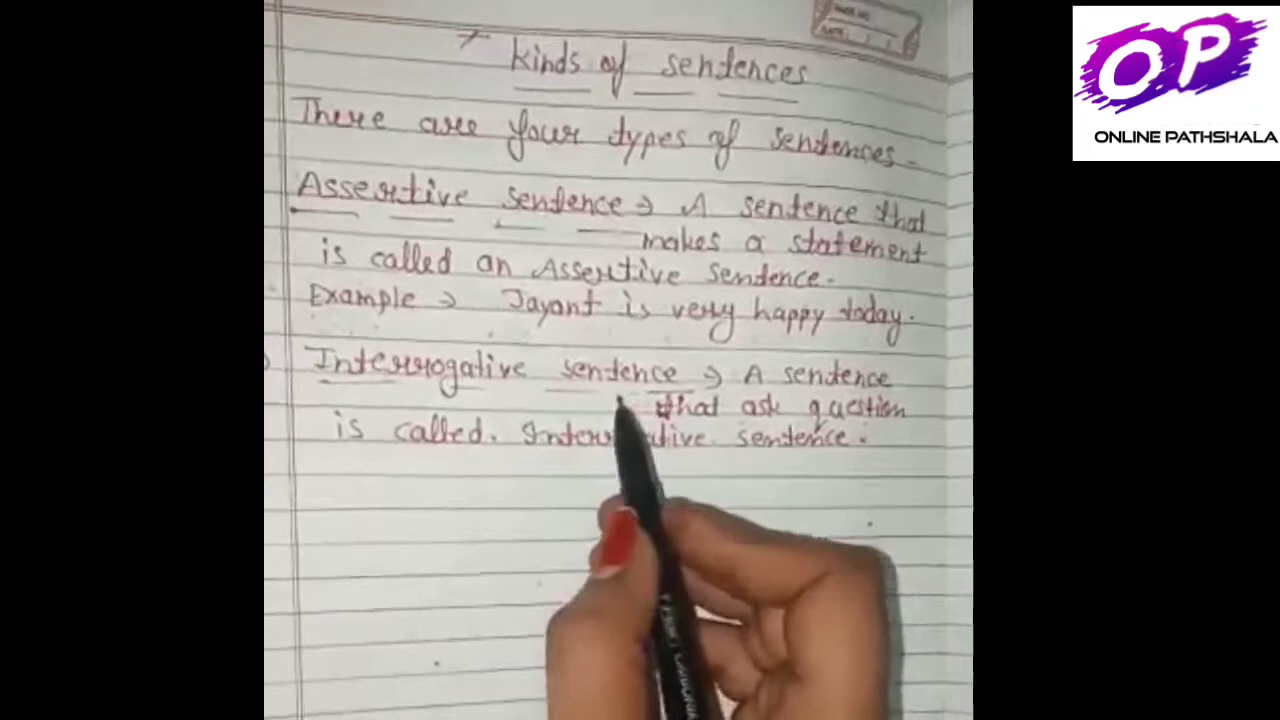 Kinds of sentences
There are four types of sentences.
Assertive sentence → A sentence that
makes a statement
is called an Assertive sentence.
Example → Jayant is very happy today.
Interrogative sentence → A sentence
that ask question
is called. sentence.
OP
ONLINE PATHSHALA